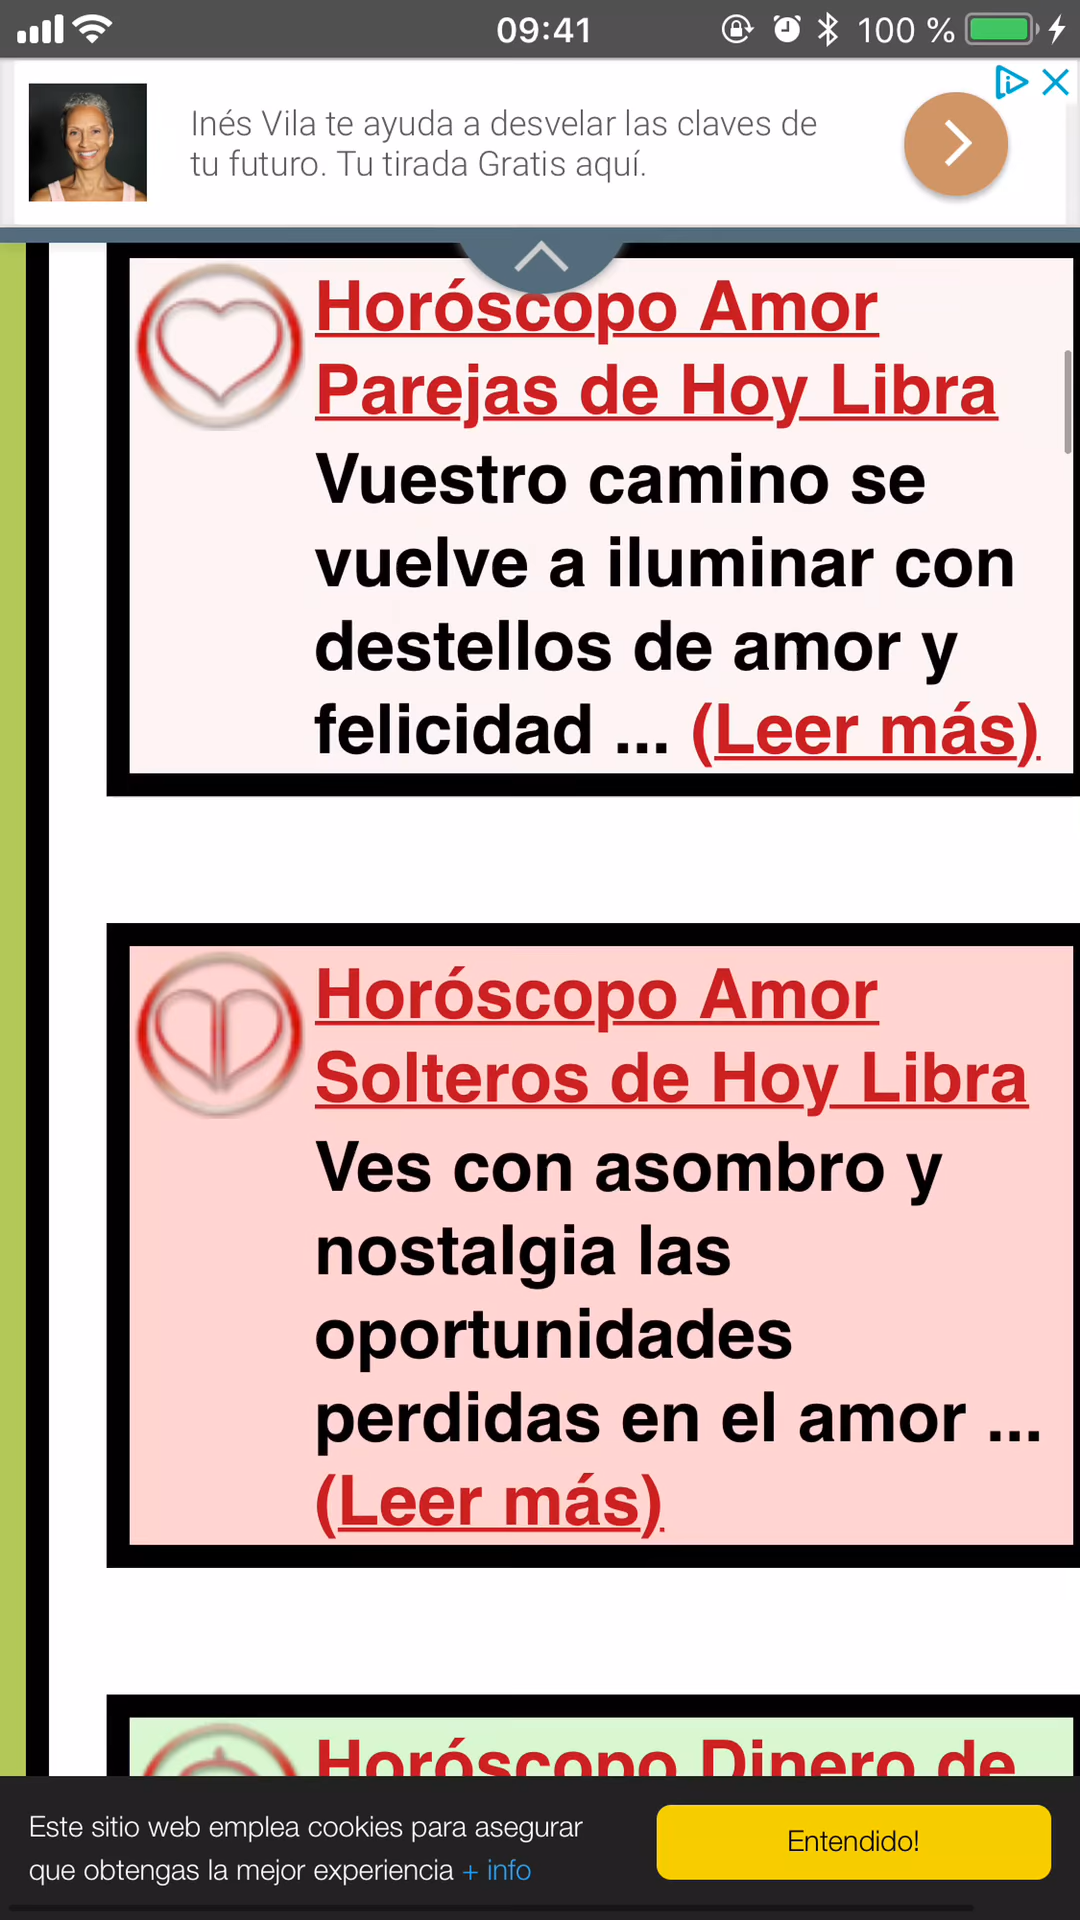 09:41
100 %
Inés Vila te ayuda a desvelar las claves de
tu futuro. Tu tirada Gratis aquí.
Horóscopo Amor
Parejas de Hoy Libra
Vuestro camino se
vuelve a iluminar con
destellos de amor y
felicidad ... (Leer más)
Horóscopo Amor
Solteros de Hoy Libra
Ves con asombro y
nostalgia las
oportunidades
perdidas en el amor ...
(Leer más)
Horóscopo Dinero de
Este sitio web emplea cookies para asegurar
que obtengas la mejor experiencia + info
Entendido!